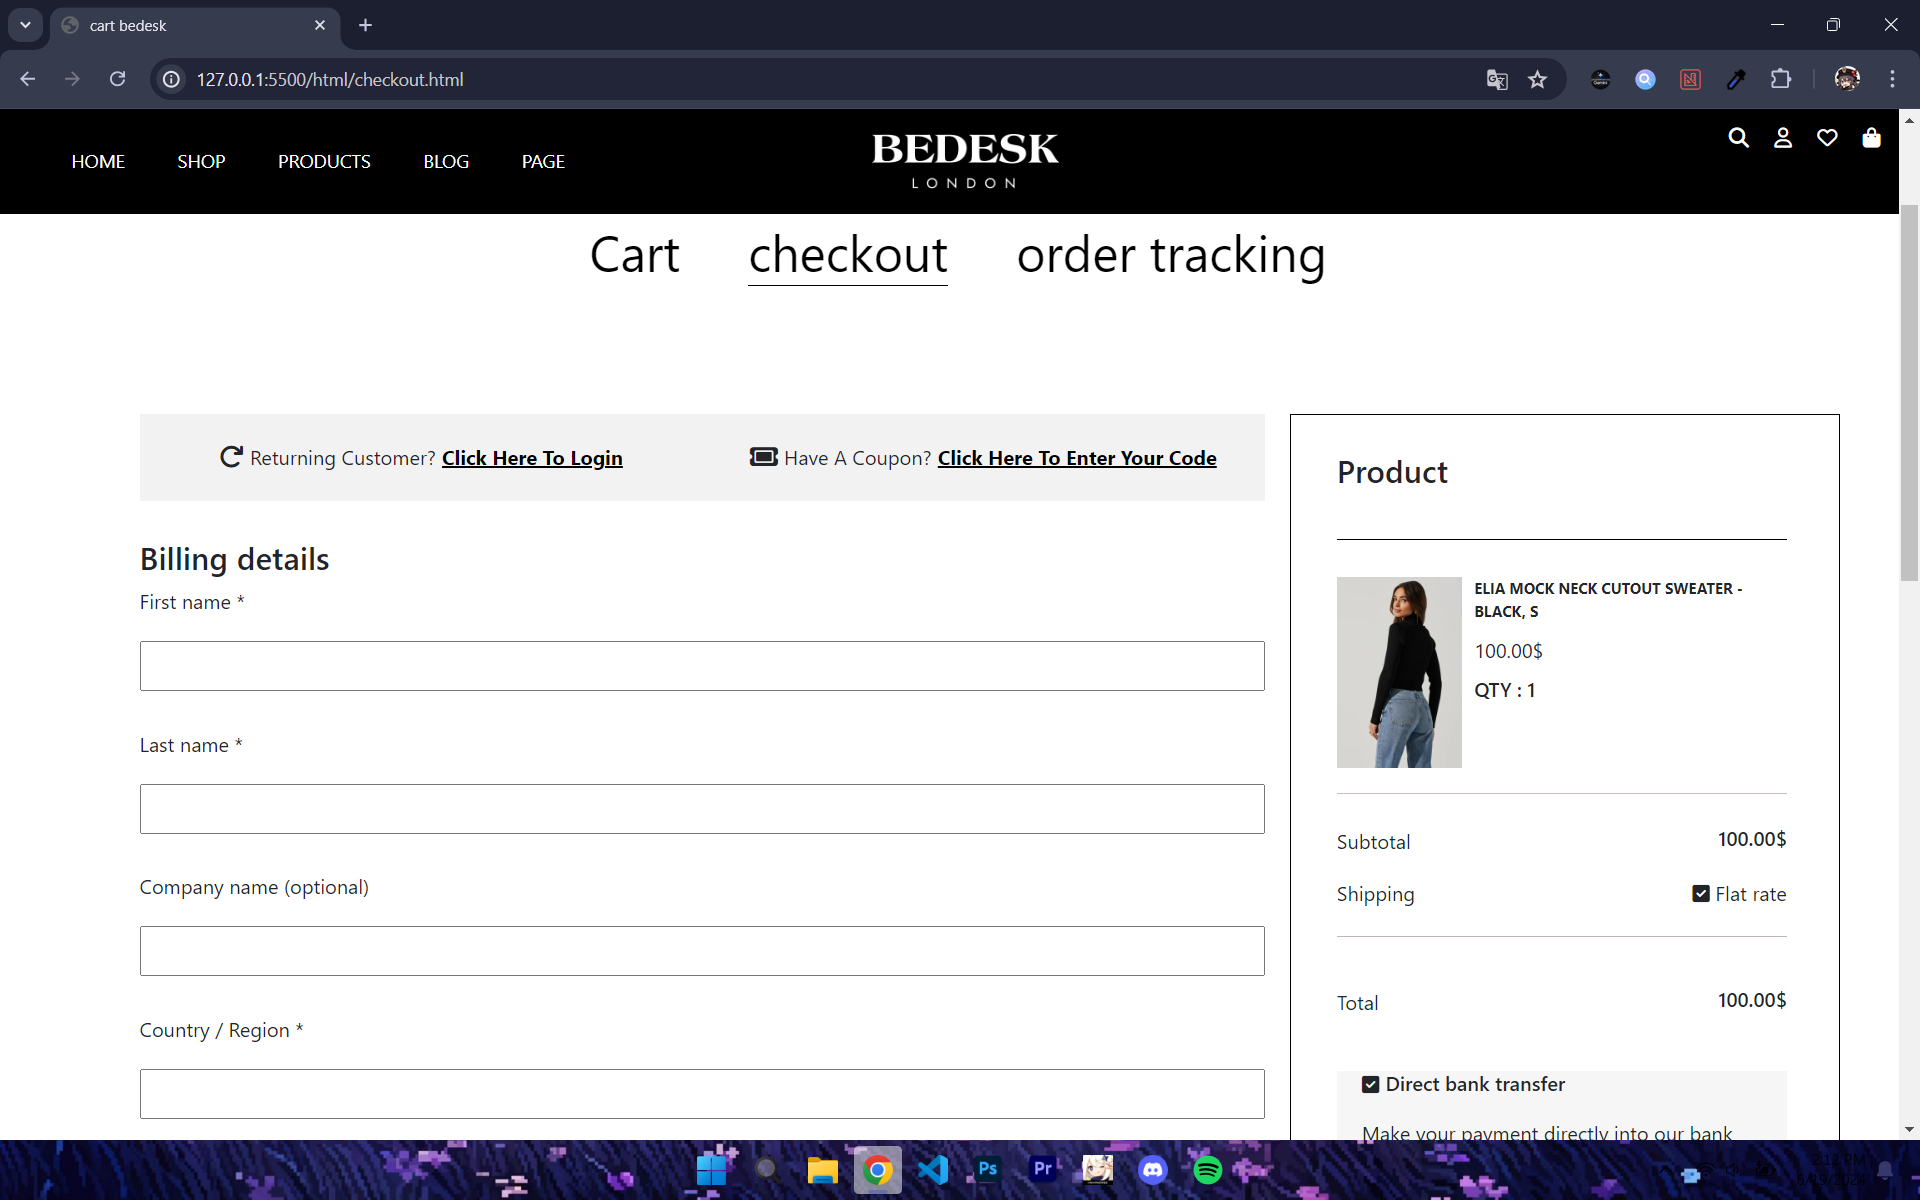 cart bedesk
127.0.0.1:5500/html/checkout.html
HOME SHOP PRODUCTS BLOG PAGE
BEDESK
LONDON
Cart checkout order tracking
Returning Customer? Click Here To Login
Have A Coupon? Click Here To Enter Your Code
Billing details
First name *
Last name *
Company name (optional)
Country / Region *
Product
ELIA MOCK NECK CUTOUT SWEATER -
BLACK, S
100.00$
QTY : 1
Subtotal 100.00$
Shipping Flat rate
Total 100.00$
Direct bank transfer
Make your payment directly into our bank
Ps
Pr